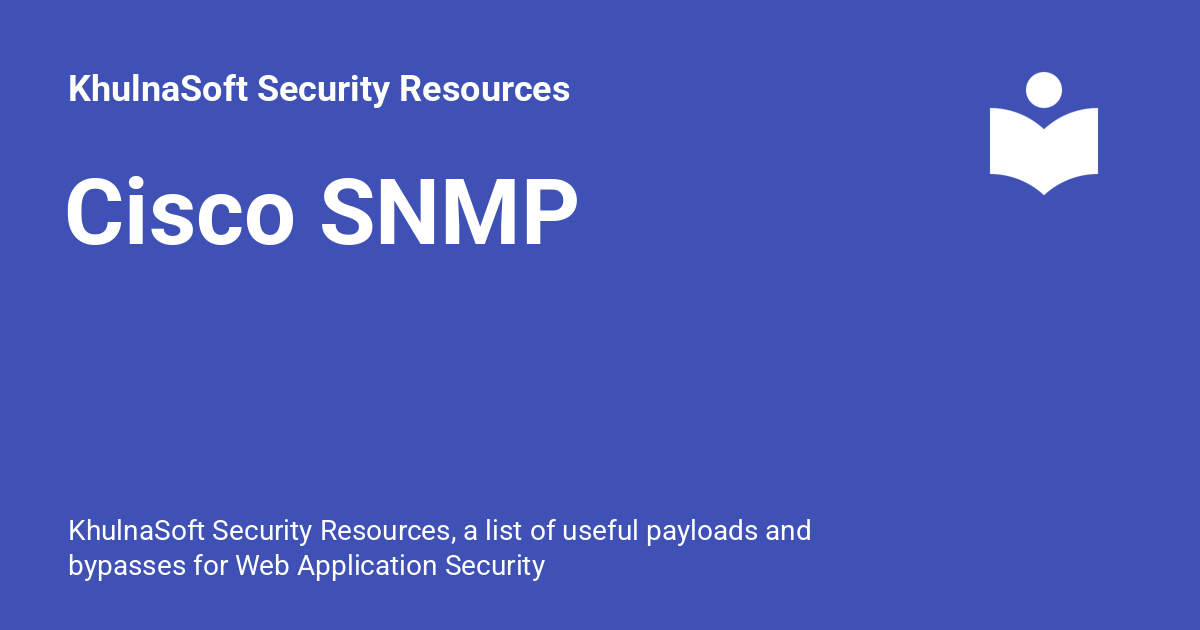 KhulnaSoft Security Resources
Cisco SNMP
KhulnaSoft Security Resources, a list of useful payloads and
bypasses for Web Application Security